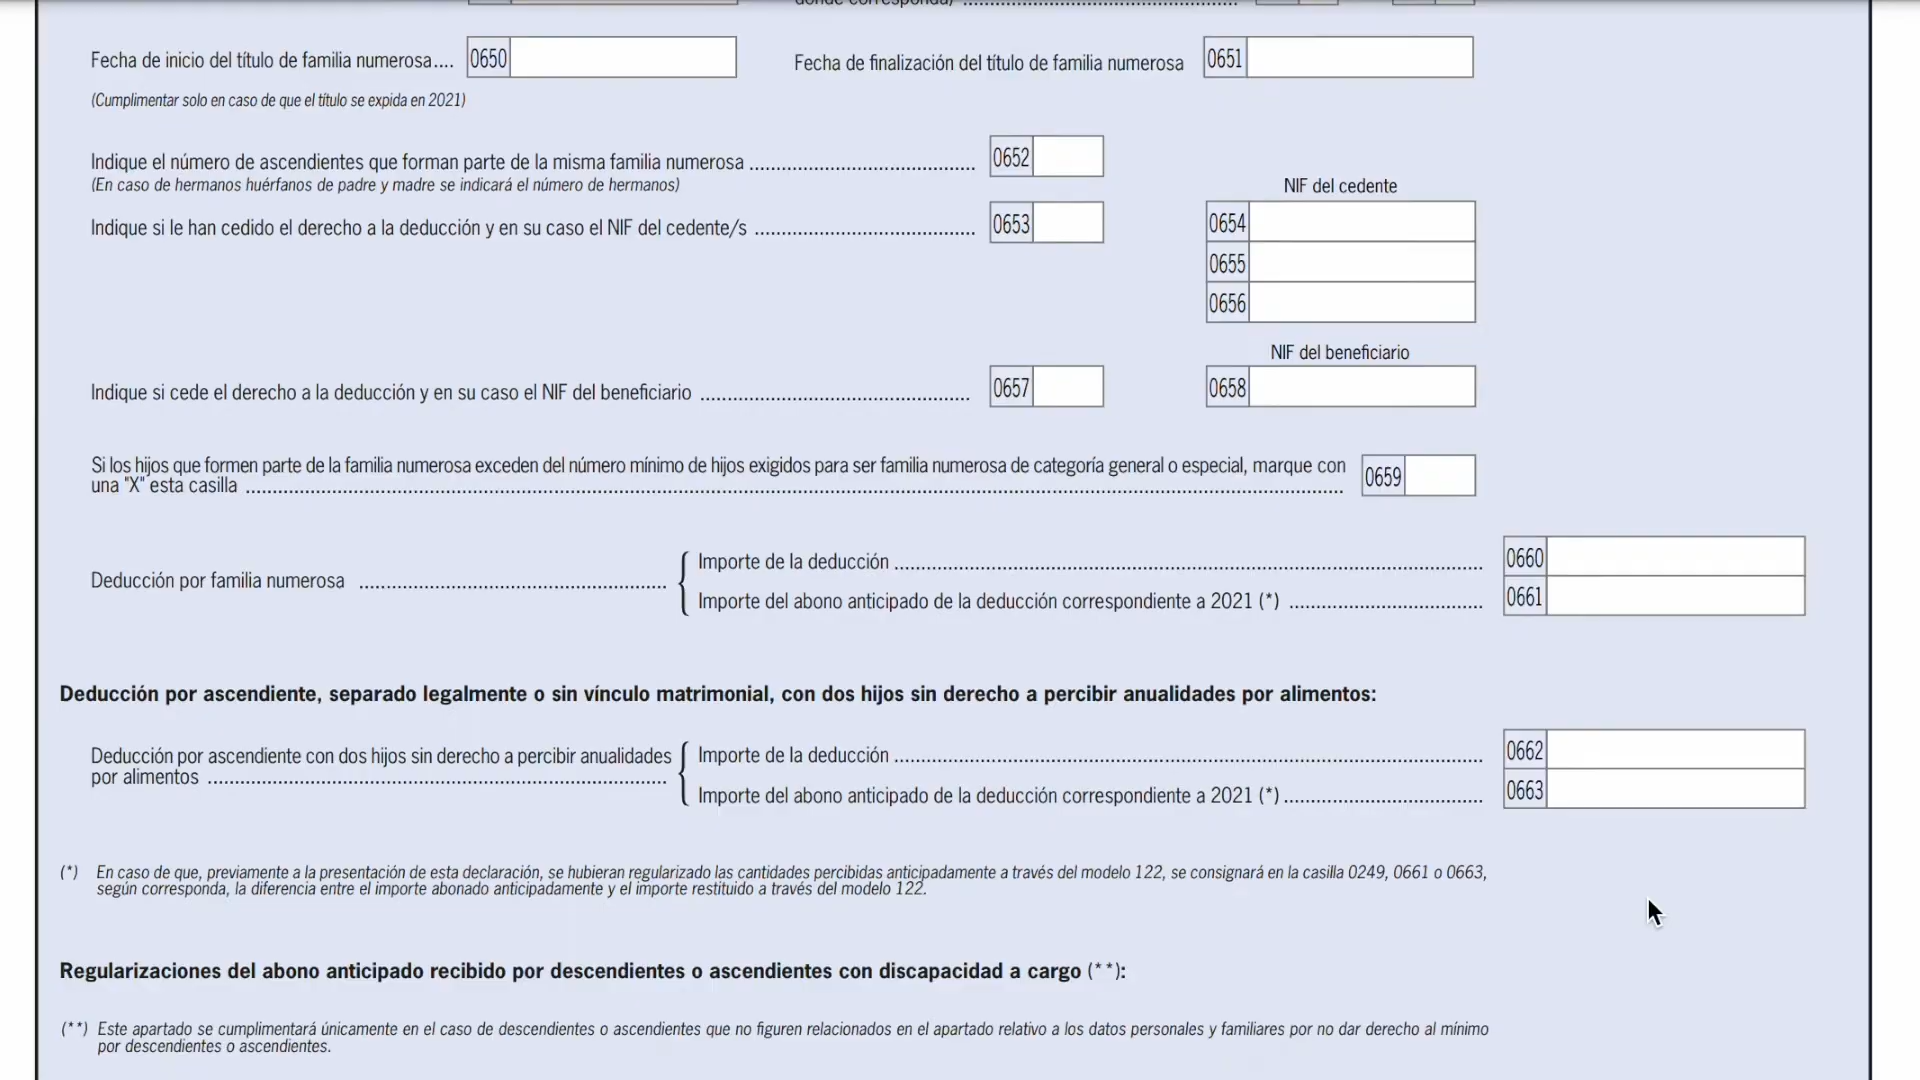 donde corresponda) ........................................
Fecha de inicio del título de familia numerosa.... 0650
Fecha de finalización del título de familia numerosa 0651
(Cumplimentar solo en caso de que el título se expida en 2021)
Indique el número de ascendientes que forman parte de la misma familia numerosa ........................................ 0652
(En caso de hermanos huérfanos de padre y madre se indicará el número de hermanos)
NIF del cedente
Indique si le han cedido el derecho a la deducción y en su caso el NIF del cedente/s ........................................ 0653
0654
0655
0656
NIF del beneficiario
Indique si cede el derecho a la deducción y en su caso el NIF del beneficiario ........................................ 0657
0658
Si los hijos que formen parte de la familia numerosa exceden del número mínimo de hijos exigidos para ser familia numerosa de categoría general o especial, marque con
una "X" esta casilla ........................................ 0659
Deducción por familia numerosa ........................................
Importe de la deducción ........................................ 0660
Importe del abono anticipado de la deducción correspondiente a 2021 (*) ........................................ 0661
Deducción por ascendiente, separado legalmente o sin vínculo matrimonial, con dos hijos sin derecho a percibir anualidades por alimentos:
Deducción por ascendiente con dos hijos sin derecho a percibir anualidades
por alimentos ........................................
Importe de la deducción ........................................ 0662
Importe del abono anticipado de la deducción correspondiente a 2021 (*) ........................................ 0663
(*) En caso de que, previamente a la presentación de esta declaración, se hubieran regularizado las cantidades percibidas anticipadamente a través del modelo 122, se consignará en la casilla 0249, 0661 o 0663,
según corresponda, la diferencia entre el importe abonado anticipadamente y el importe restituido a través del modelo 122.
Regularizaciones del abono anticipado recibido por descendientes o ascendientes con discapacidad a cargo (**):
(**) Este apartado se cumplimentará únicamente en el caso de descendientes o ascendientes que no figuren relacionados en el apartado relativo a los datos personales y familiares por no dar derecho al mínimo
por descendientes o ascendientes.